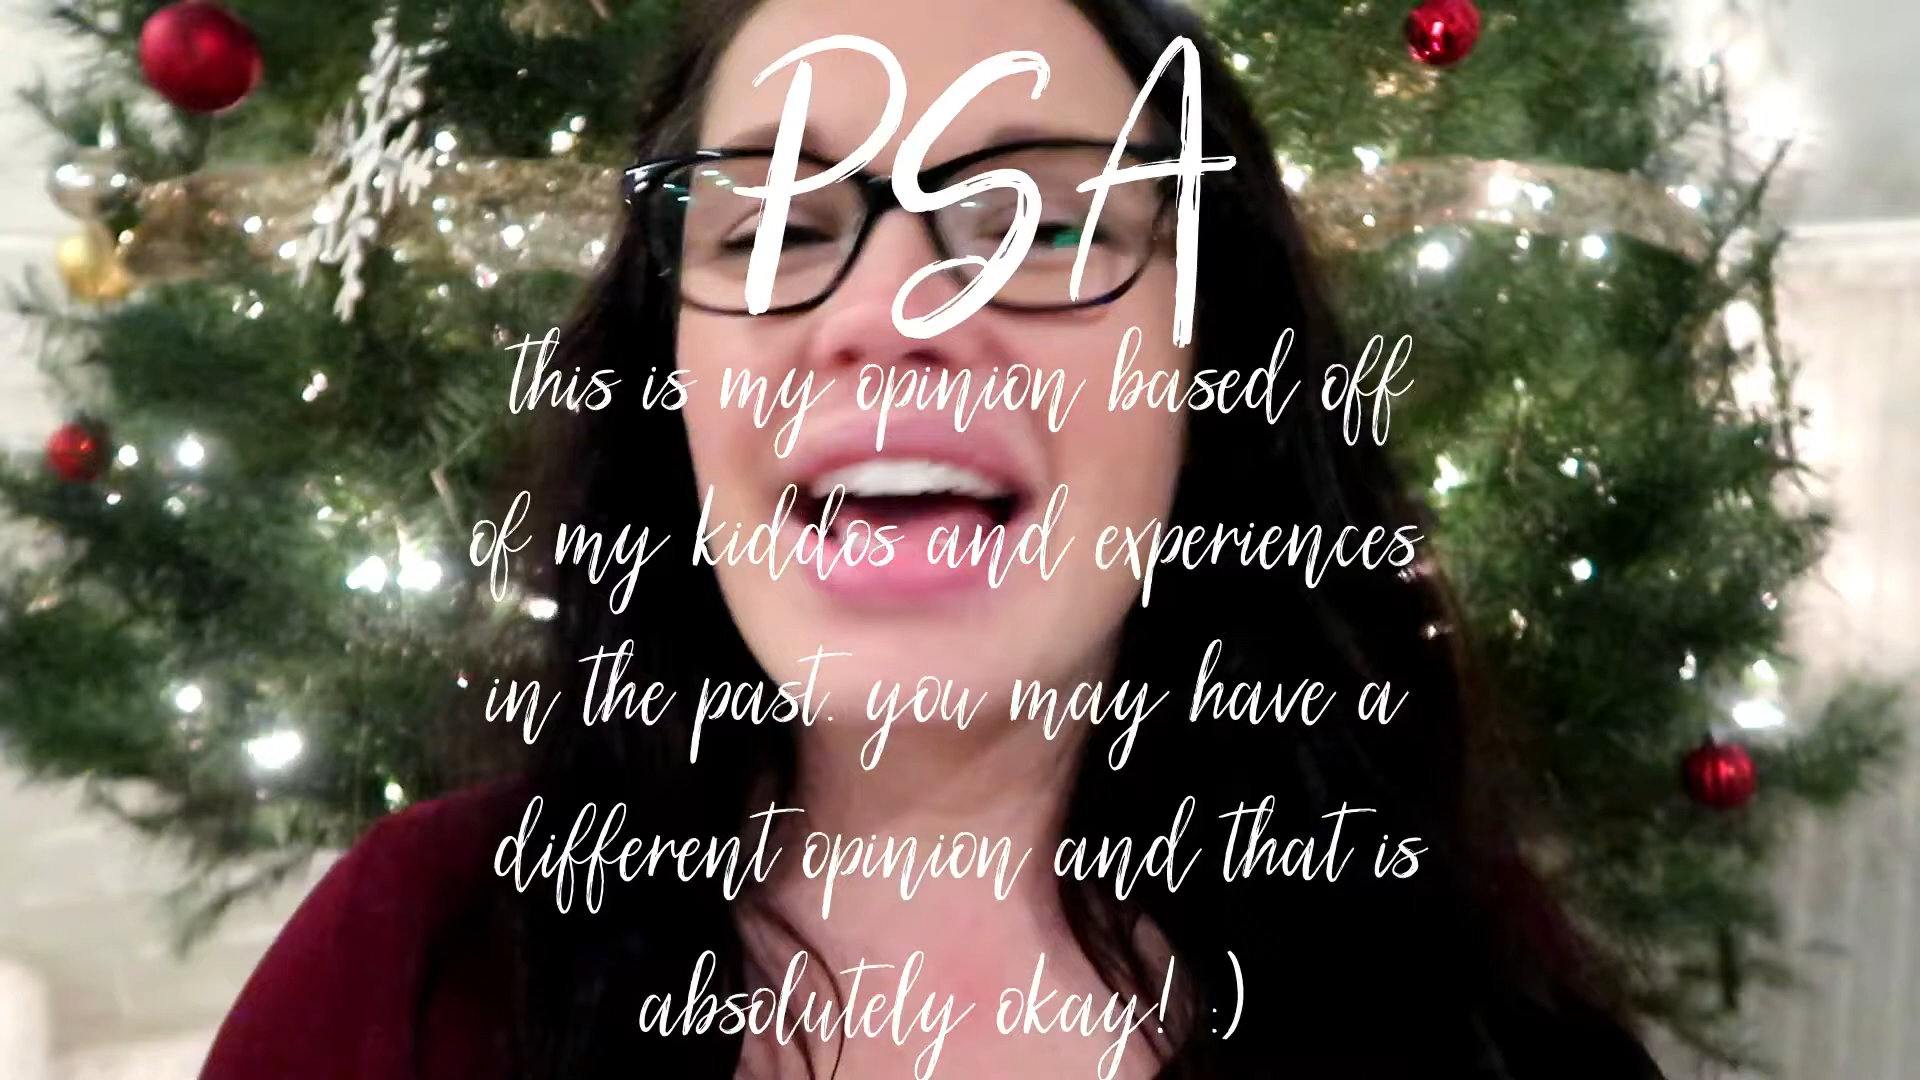 PSA
this is my opinion based off
of my kiddos and experiences
in the past. you may have a
different opinion and that is
absolutely okay! :)